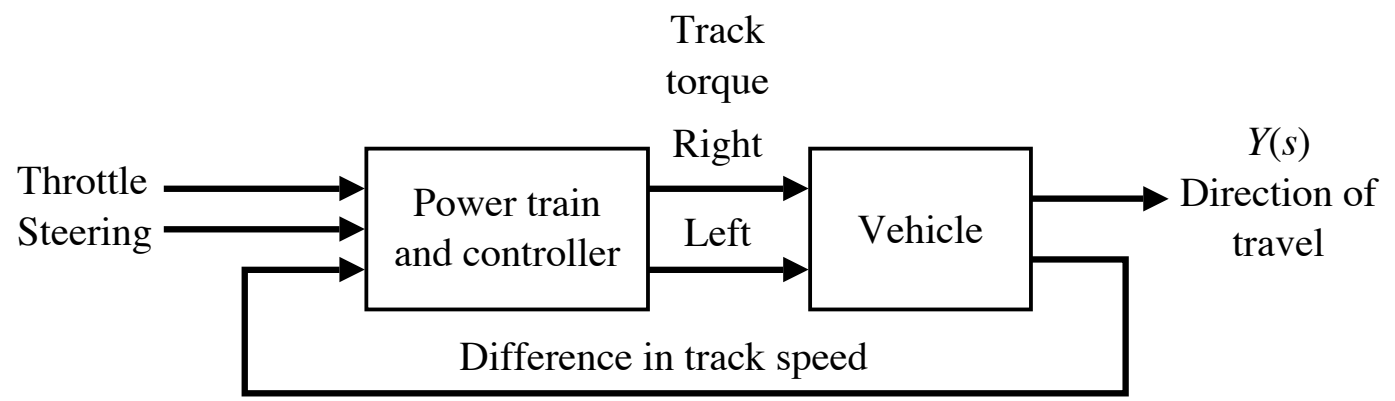 Track
torque
Right
Y(s)
Throttle
Power train
Direction of
Steering
and controller
Left
Vehicle
travel
Difference in track speed